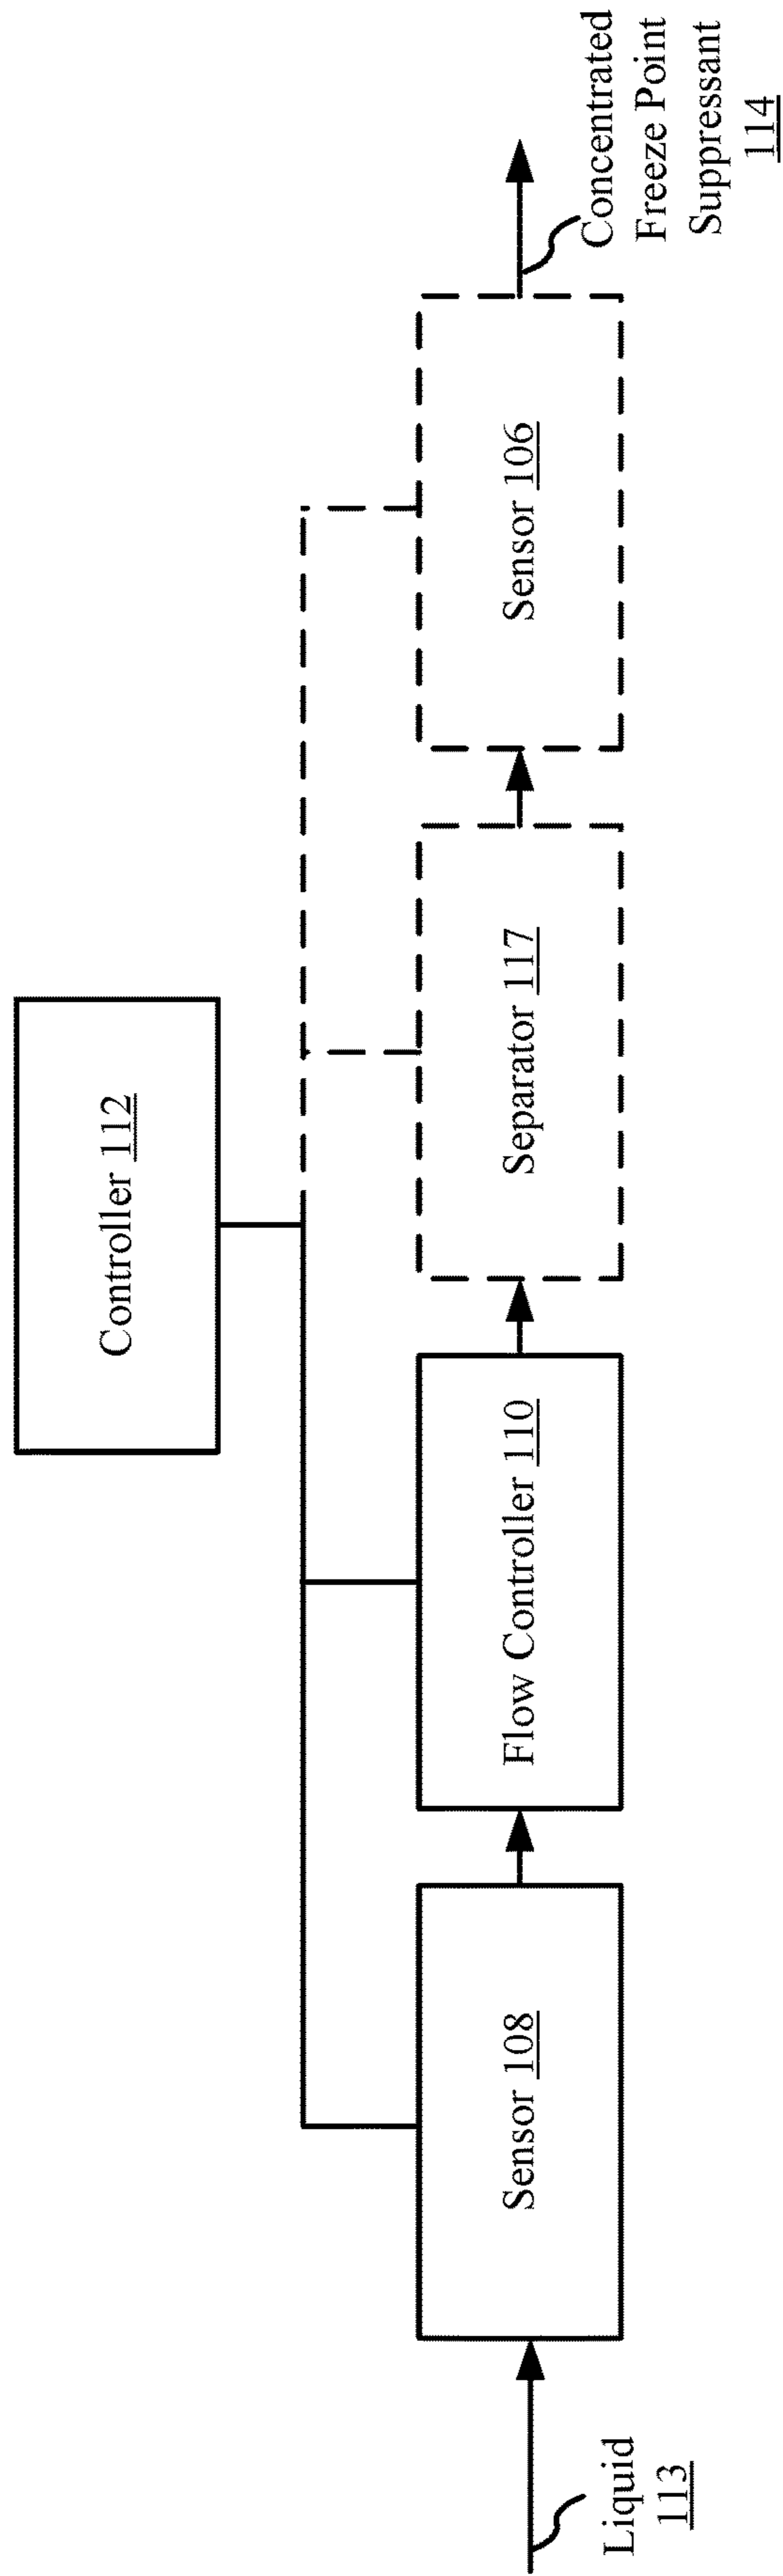 Controller 112
Liquid
113
Sensor 108
Flow Controller 110
Separator 117
Sensor 106
Concentrated
Freeze Point
Suppressant
114